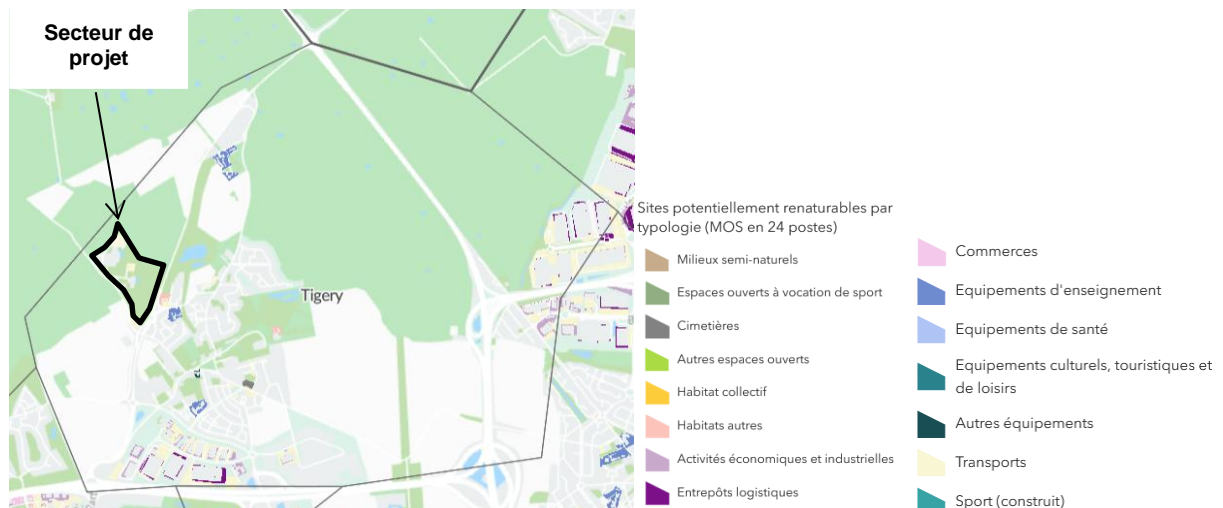 Secteur de
projet
Tigery
Sites potentiellement renaturables par
typologie (MOS en 24 postes)
Milieux semi-naturels
Espaces ouverts à vocation de sport
Cimetières
Autres espaces ouverts
Habitat collectif
Habitats autres
Activités économiques et industrielles
Entrepôts logistiques
Commerces
Equipements d'enseignement
Equipements de santé
Equipements culturels, touristiques et
de loisirs
Autres équipements
Transports
Sport (construit)